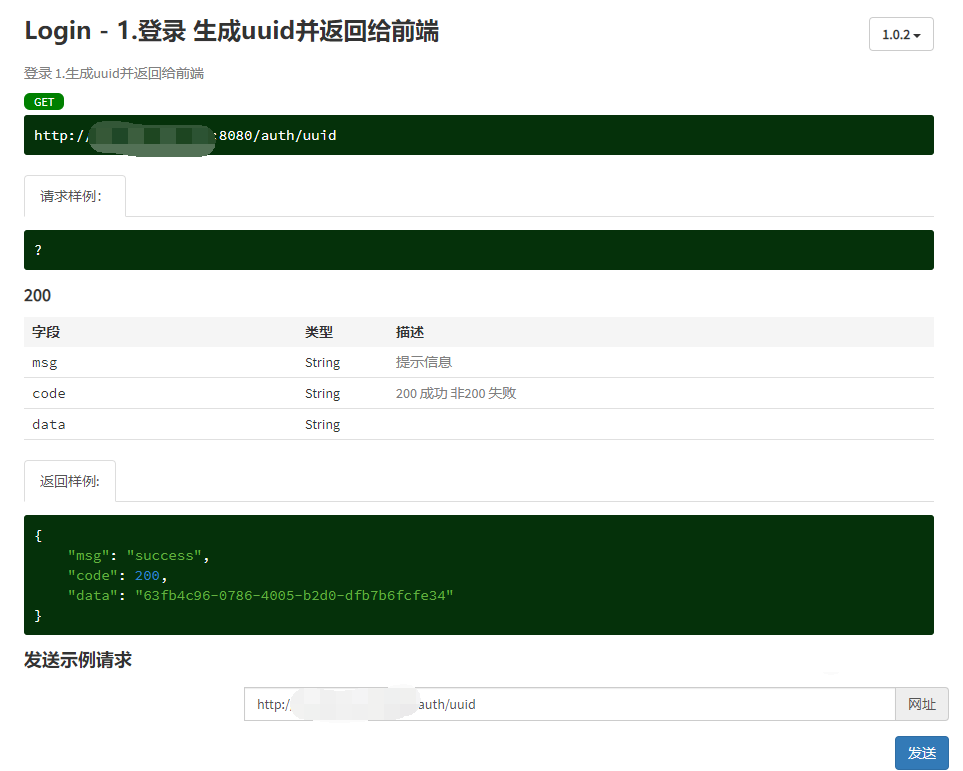 Login - 1.登录 生成uuid并返回给前端
1.0.2
登录 1.生成uuid并返回给前端
GET
http://:8080/auth/uuid
请求样例：
?
200
字段 类型 描述
msg String 提示信息
code String 200 成功 非200 失败
data String
返回样例:
{
"msg": "success",
"code": 200,
"data": "63fb4c96-0786-4005-b2d0-dfb7b6fcfe34"
}
发送示例请求
http:/auth/uuid 网址
发送